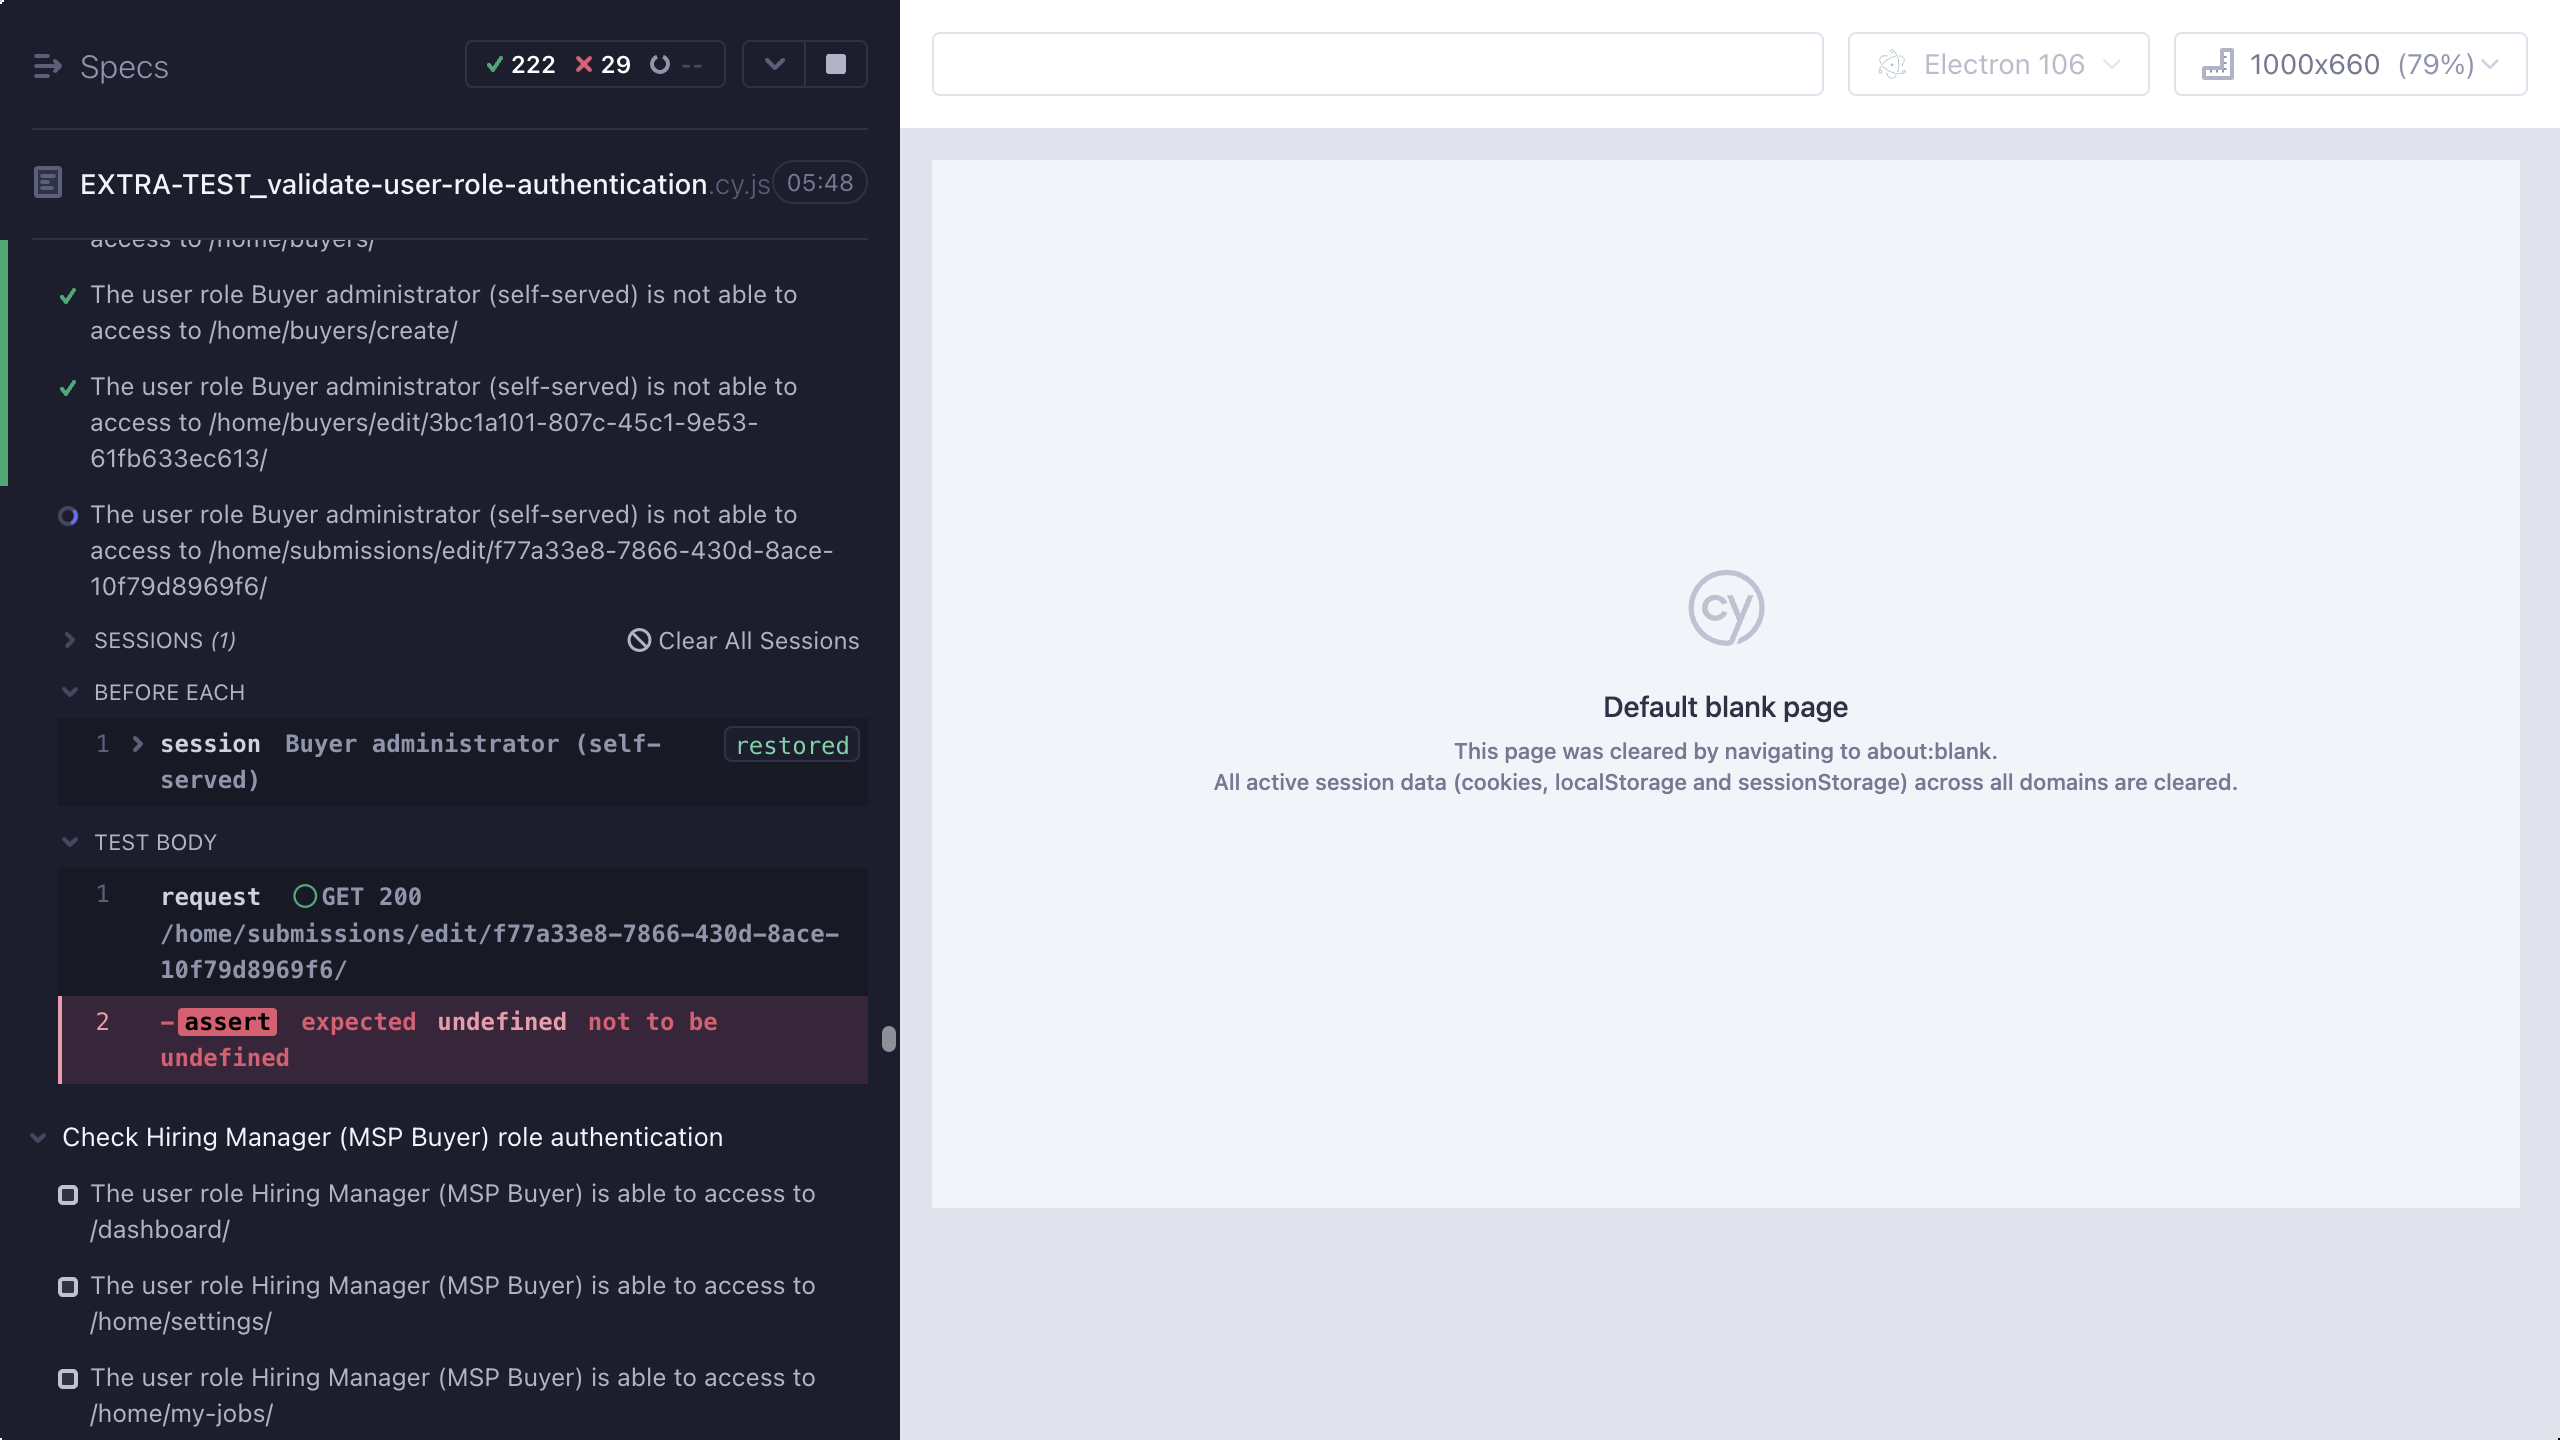 Specs
222 29 --
EXTRA-TEST_validate-user-role-authentication.cy.js 05:48
access to /home/buyers/
The user role Buyer administrator (self-served) is not able to
access to /home/buyers/create/
The user role Buyer administrator (self-served) is not able to
access to /home/buyers/edit/3bc1a101-807c-45c1-9e53-
61fb633ec613/
The user role Buyer administrator (self-served) is not able to
access to /home/submissions/edit/f77a33e8-7866-430d-8ace-
10f79d8969f6/
SESSIONS (1) Clear All Sessions
BEFORE EACH
1 session Buyer administrator (self-
served) restored
TEST BODY
1 request GET 200
/home/submissions/edit/f77a33e8-7866-430d-8ace-
10f79d8969f6/
2 -assert expected undefined not to be
undefined
Check Hiring Manager (MSP Buyer) role authentication
The user role Hiring Manager (MSP Buyer) is able to access to
/dashboard/
The user role Hiring Manager (MSP Buyer) is able to access to
/home/settings/
The user role Hiring Manager (MSP Buyer) is able to access to
/home/my-jobs/
Electron 106
1000x660 (79%)
cy
Default blank page
This page was cleared by navigating to about:blank.
All active session data (cookies, localStorage and sessionStorage) across all domains are cleared.